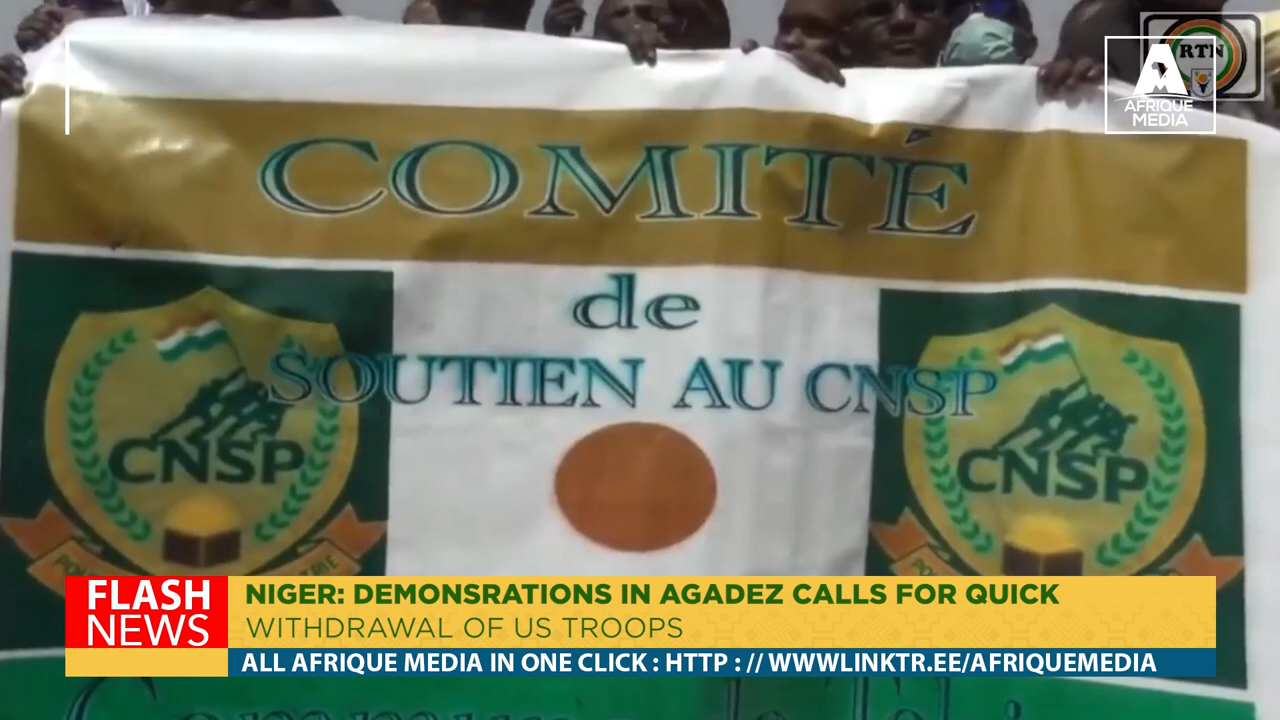 RTN
AFRIQUE
MEDIA
COMITÉ
de
SOUTIEN AU CNSP
CNSP
CNSP
FLASH
NEWS
NIGER: DEMONSRATIONS IN AGADEZ CALLS FOR QUICK
WITHDRAWAL OF US TROOPS
ALL AFRIQUE MEDIA IN ONE CLICK : HTTP : // WWWLINKTR.EE/AFRIQUEMEDIA